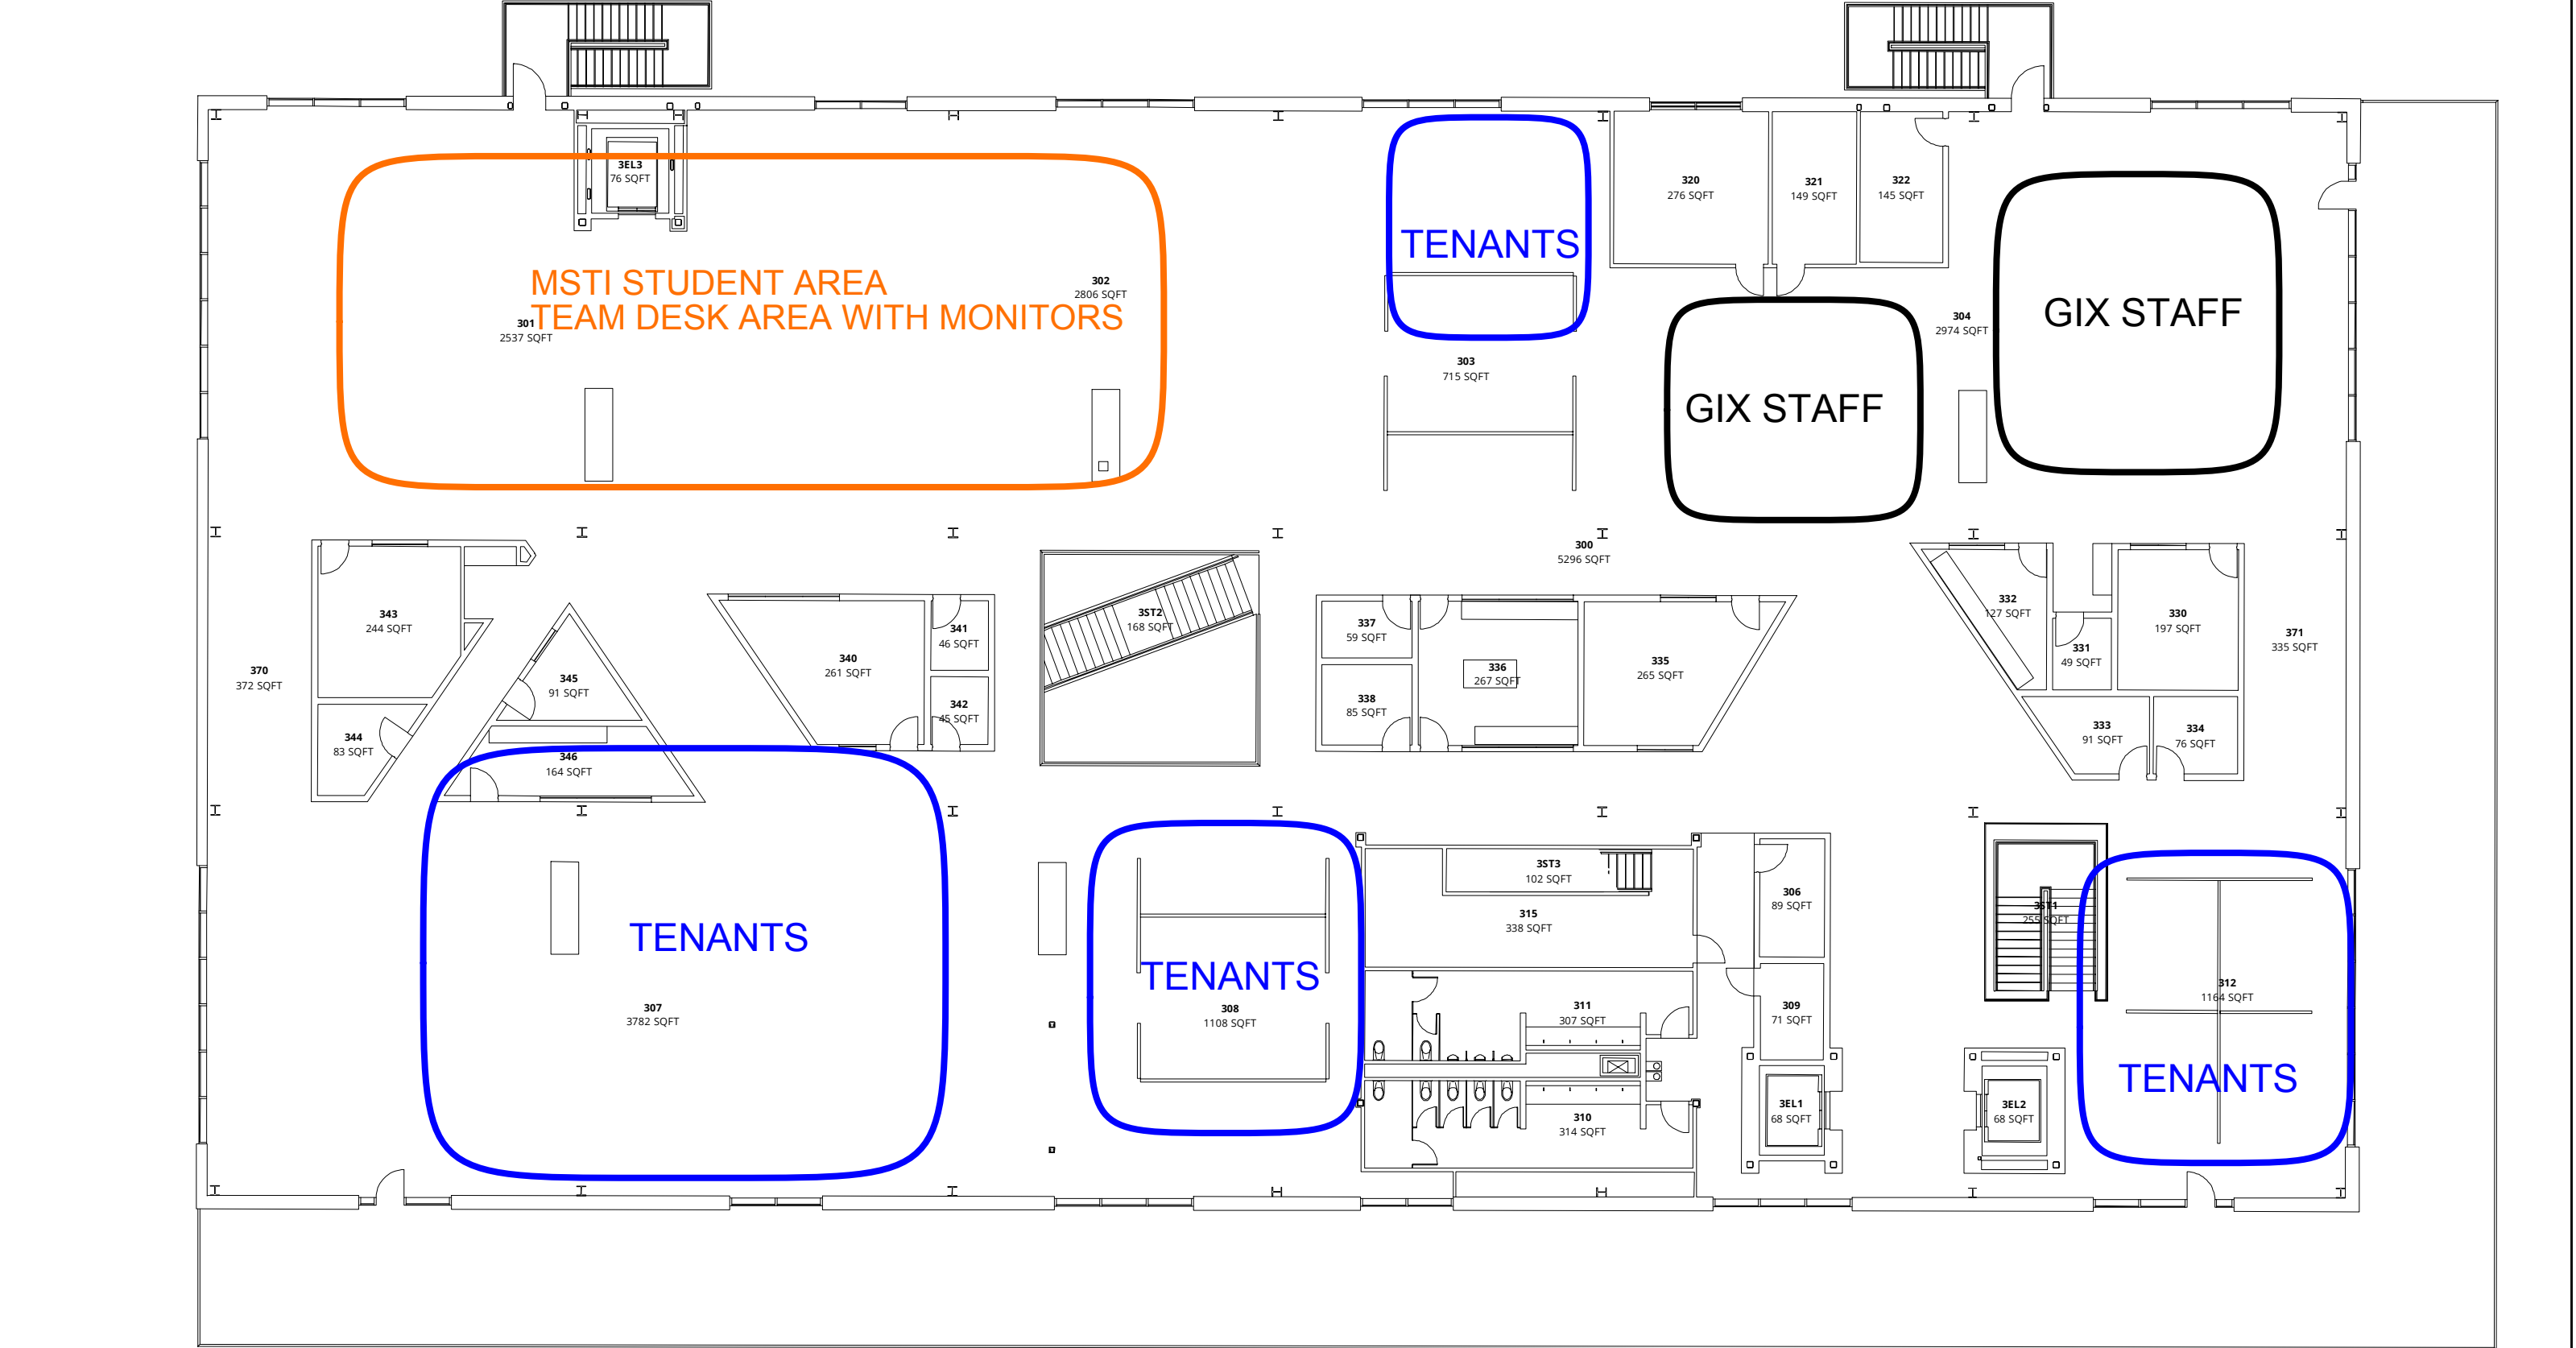 3EL3
76 SQFT
320
276 SQFT
321
149 SQFT
322
145 SQFT
TENANTS
MSTI STUDENT AREA
TEAM DESK AREA WITH MONITORS
302
2806 SQFT
301
2537 SQFT
GIX STAFF
304
2974 SQFT
303
715 SQFT
GIX STAFF
300
5296 SQFT
343
244 SQFT
3ST2
168 SQFT
341
46 SQFT
337
59 SQFT
332
127 SQFT
330
197 SQFT
371
335 SQFT
331
49 SQFT
340
261 SQFT
336
267 SQFT
335
265 SQFT
370
372 SQFT
345
91 SQFT
342
45 SQFT
338
85 SQFT
333
91 SQFT
334
76 SQFT
344
83 SQFT
346
164 SQFT
3ST3
102 SQFT
306
89 SQFT
3ST1
255 SQFT
315
338 SQFT
TENANTS
TENANTS
312
1164 SQFT
307
3782 SQFT
308
1108 SQFT
311
307 SQFT
309
71 SQFT
TENANTS
3EL1
68 SQFT
3EL2
68 SQFT
310
314 SQFT